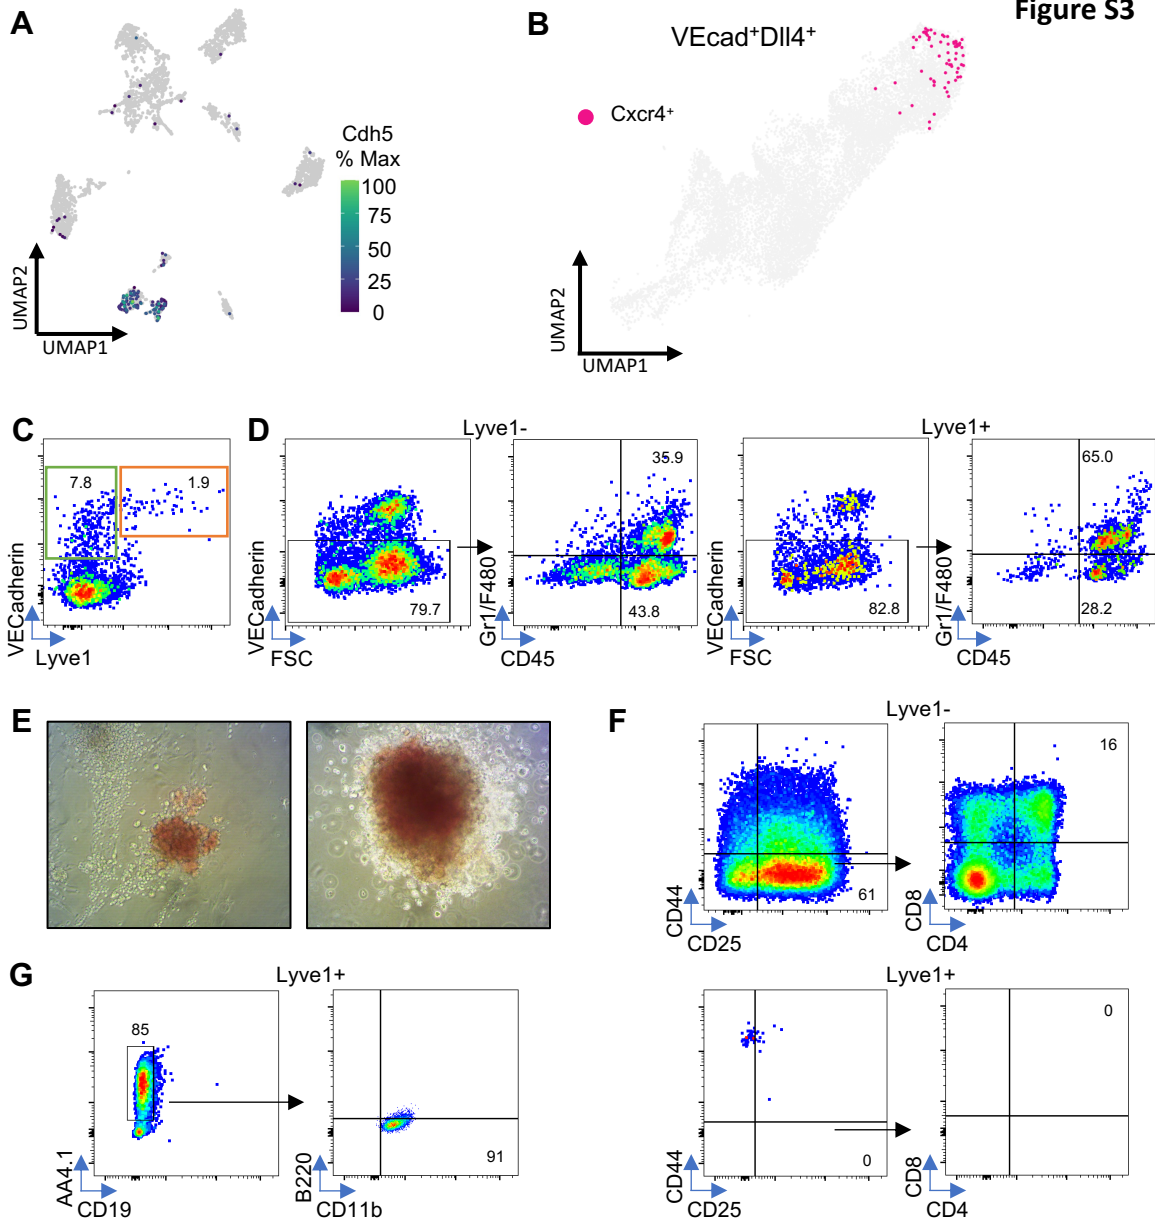 Figure S3
A
Cdh5
% Max
100
75
50
25
0
UMAP2
UMAP1
B
VEcad⁺Dll4⁺
Cxcr4⁺
UMAP2
UMAP1
C
7.8
1.9
VECadherin
Lyve1
D
Lyve1-
79.7
VECadherin
FSC
35.9
43.8
Gr1/F480
CD45
Lyve1+
82.8
VECadherin
FSC
65.0
28.2
Gr1/F480
CD45
E
F
Lyve1-
61
CD44
CD25
16
CD8
CD4
Lyve1+
0
CD44
CD25
0
CD8
CD4
G
Lyve1+
85
AA4.1
CD19
91
B220
CD11b